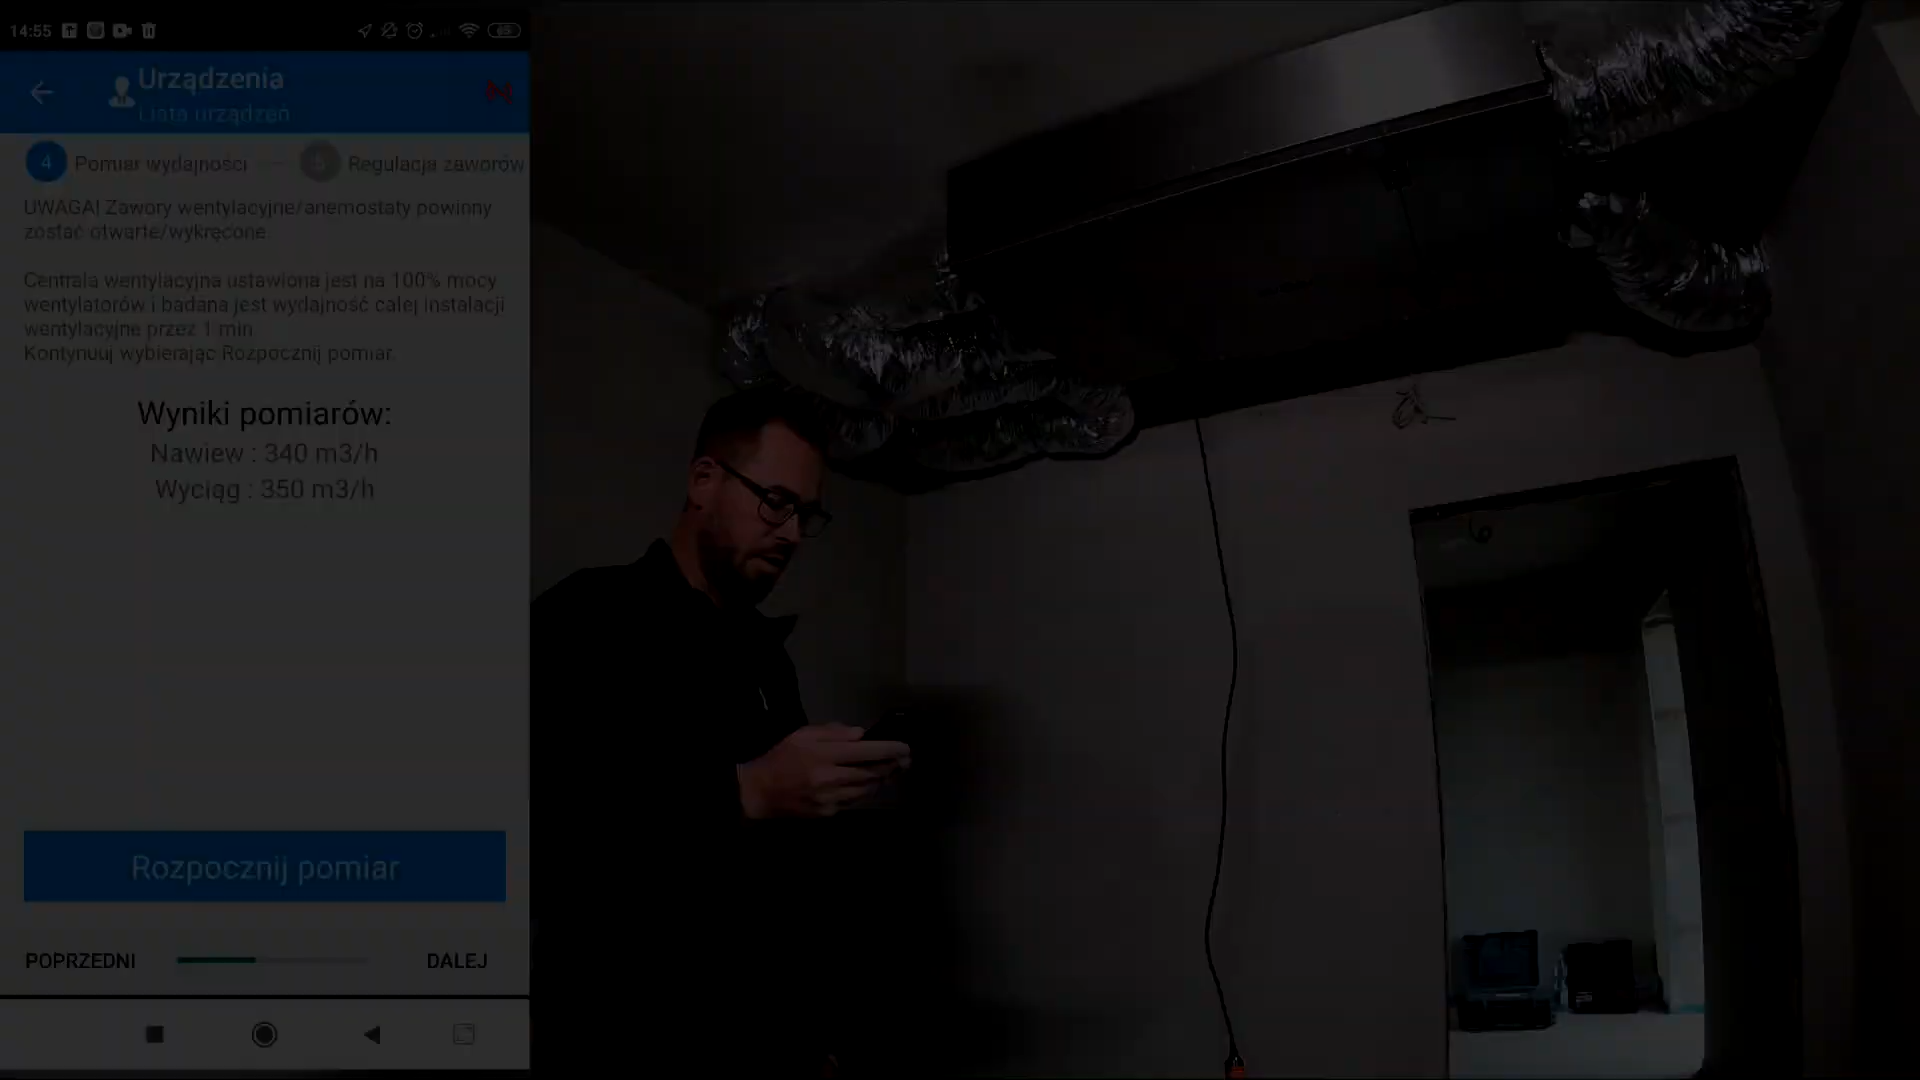 14:55
Urządzenia
Lista urządzeń
4 Pomiar wydajności
Regulacja zaworów
UWAGA! Zawory wentylacyjne/anemostaty powinny
zostać otwarte/wykręcone.
Centrala wentylacyjna ustawiona jest na 100% mocy
wentylatorów i badana jest wydajność calej instalacji
wentylacyjne przez 1 min.
Kontynuuj wybierając Rozpocznij pomiar.
Wyniki pomiarów:
Nawiew : 340 m3/h
Wyciąg : 350 m3/h
Rozpocznij pomiar
POPRZEDNI
DALEJ